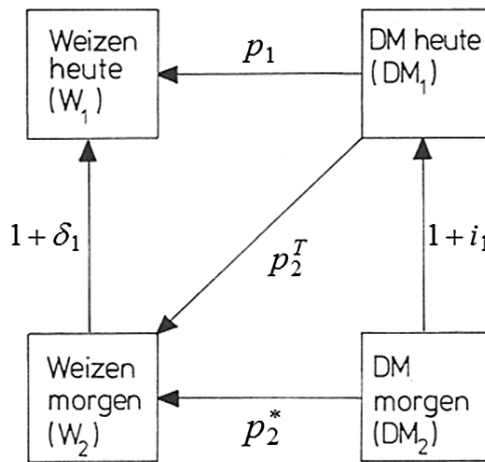 Weizen
heute
(W₁)
p₁
DM heute
(DM₁)
1 + δ₁
p₂ᵀ
1 + i₁
Weizen
morgen
(W₂)
p₂*
DM
morgen
(DM₂)